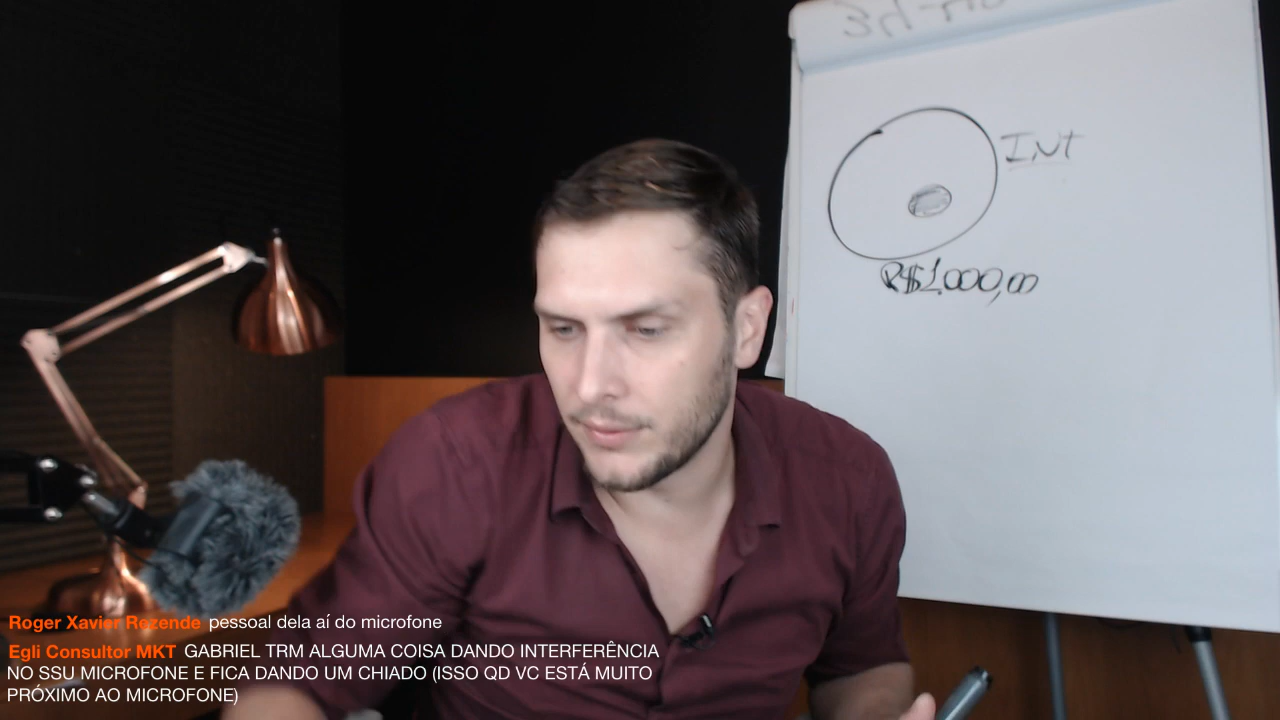 INT
R$1.000,00
Roger Xavier Rezende pessoal dela aí do microfone
Egli Consultor MKT GABRIEL TRM ALGUMA COISA DANDO INTERFERÊNCIA
NO SSU MICROFONE E FICA DANDO UM CHIADO (ISSO QD VC ESTÁ MUITO
PRÓXIMO AO MICROFONE)